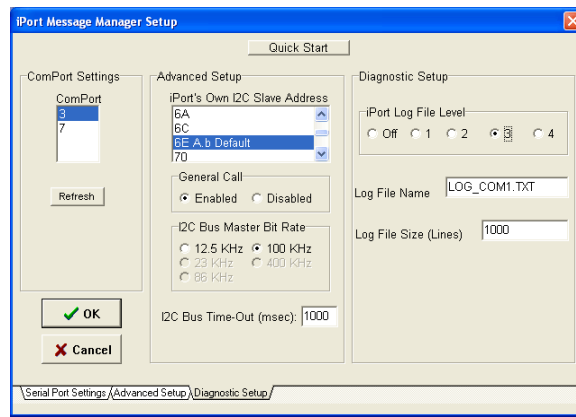 iPort Message Manager Setup
Quick Start
ComPort Settings
ComPort
3
7
Refresh
OK
Cancel
Advanced Setup
iPort's Own I2C Slave Address
6A
6C
6E A.b Default
70
General Call
Enabled Disabled
I2C Bus Master Bit Rate
12.5 KHz 100 KHz
23 KHz 400 KHz
86 KHz
I2C Bus Time-Out (msec): 1000
Diagnostic Setup
iPort Log File Level
Off 1 2 3 4
Log File Name LOG_COM1.TXT
Log File Size (Lines) 1000
Serial Port Settings Advanced Setup Diagnostic Setup